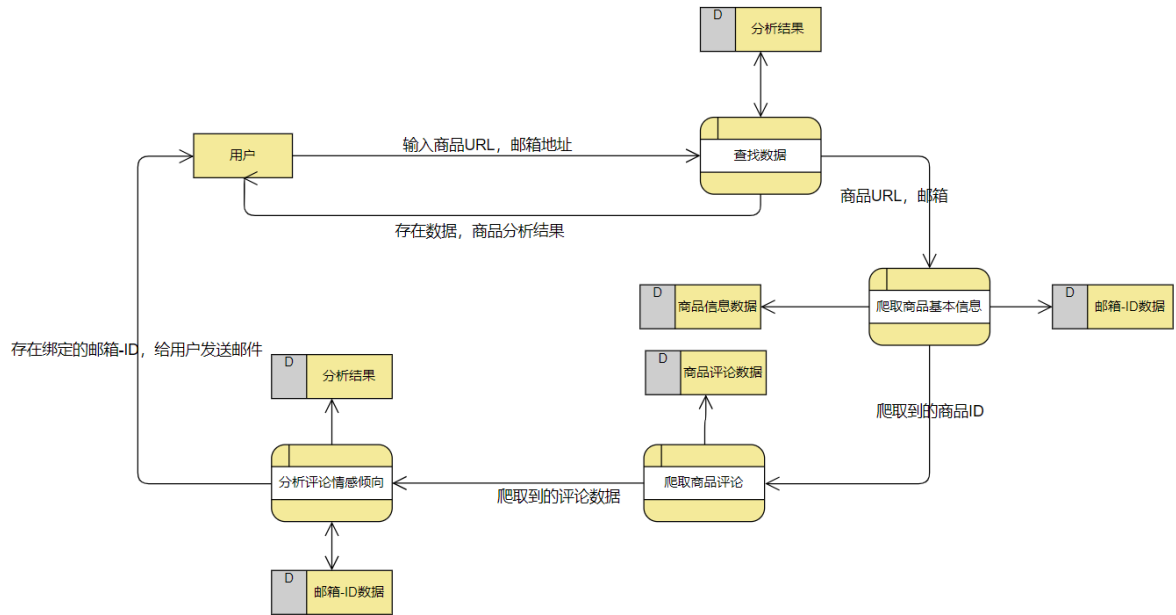 D
分析结果
用户
输入商品URL，邮箱地址
查找数据
商品URL，邮箱
存在数据，商品分析结果
D
商品信息数据
爬取商品基本信息
D
邮箱-ID数据
存在绑定的邮箱-ID，给用户发送邮件
D
分析结果
D
商品评论数据
爬取到的商品ID
分析评论情感倾向
爬取到的评论数据
爬取商品评论
D
邮箱-ID数据